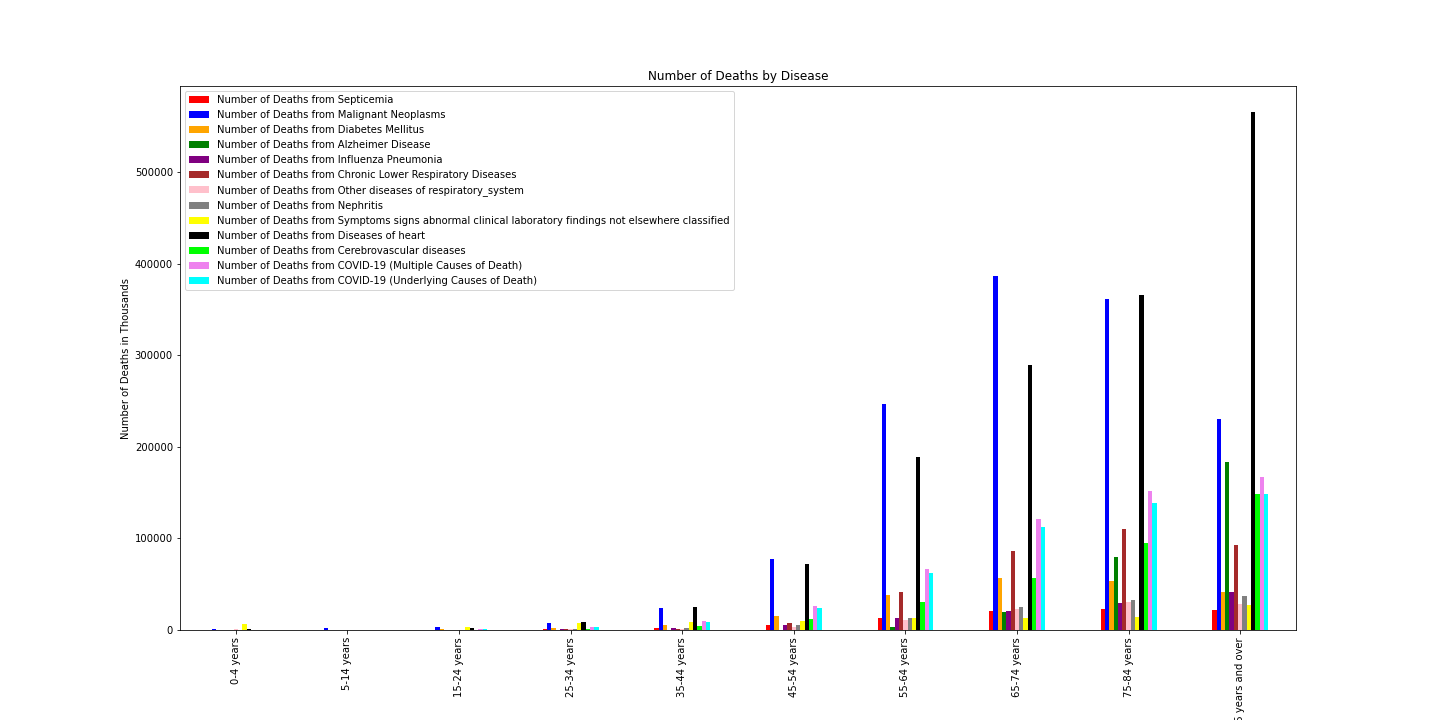 Number of Deaths by Disease
Number of Deaths from Septicemia
Number of Deaths from Malignant Neoplasms
Number of Deaths from Diabetes Mellitus
Number of Deaths from Alzheimer Disease
Number of Deaths from Influenza Pneumonia
Number of Deaths from Chronic Lower Respiratory Diseases
Number of Deaths from Other diseases of respiratory_system
Number of Deaths from Nephritis
Number of Deaths from Symptoms signs abnormal clinical laboratory findings not elsewhere classified
Number of Deaths from Diseases of heart
Number of Deaths from Cerebrovascular diseases
Number of Deaths from COVID-19 (Multiple Causes of Death)
Number of Deaths from COVID-19 (Underlying Causes of Death)
Number of Deaths in Thousands
500000
400000
300000
200000
100000
0
0-4 years
5-14 years
15-24 years
25-34 years
35-44 years
45-54 years
55-64 years
65-74 years
75-84 years
years and over